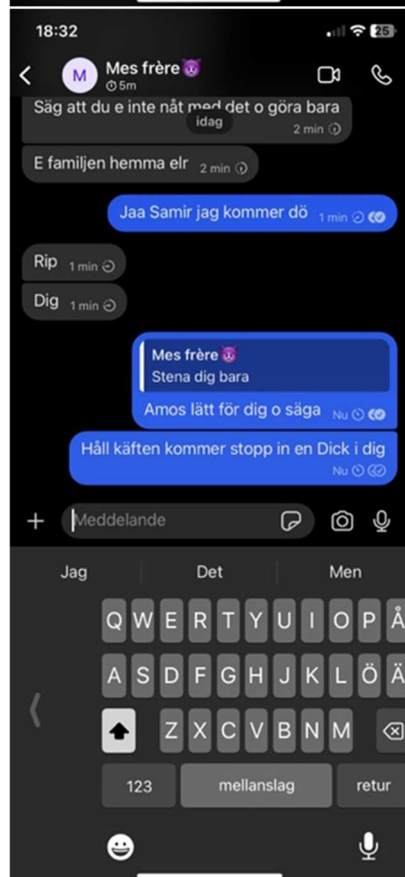 18:32
25
M
Mes frère😈
5m
Säg att du e inte nåt med det o göra bara
idag
2 min
E familjen hemma elr 2 min
Jaa Samir jag kommer dö 1 min
Rip 1 min
Dig 1 min
Mes frère😈
Stena dig bara
Amos lätt för dig o säga Nu
Håll käften kommer stopp in en Dick i dig
Nu
Meddelande
Jag Det Men
Q W E R T Y U I O P Å
A S D F G H J K L Ö Ä
Z X C V B N M
123 mellanslag retur